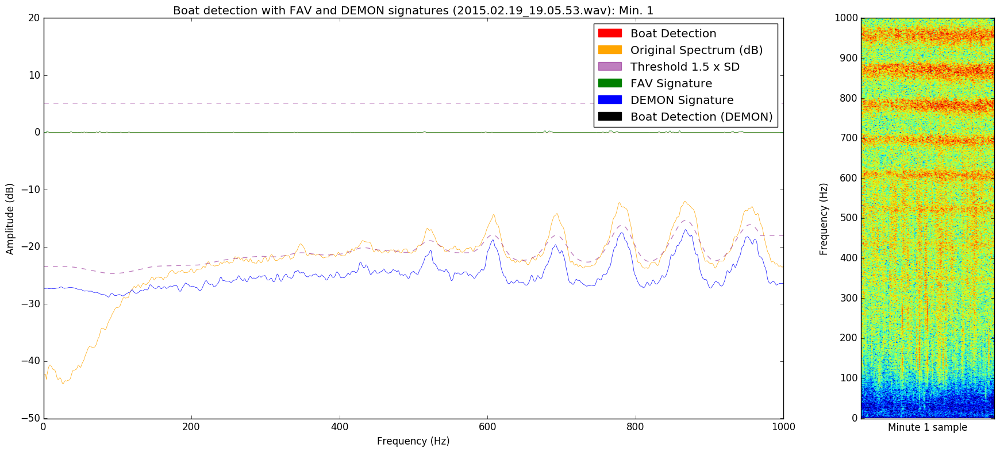 Boat detection with FAV and DEMON signatures (2015.02.19_19.05.53.wav): Min. 1
20
10
0
−10
−20
−30
−40
−50
Amplitude (dB)
0
200
400
600
800
1000
Frequency (Hz)
Boat Detection
Original Spectrum (dB)
Threshold 1.5 x SD
FAV Signature
DEMON Signature
Boat Detection (DEMON)
1000
900
800
700
600
500
400
300
200
100
0
Frequency (Hz)
Minute 1 sample